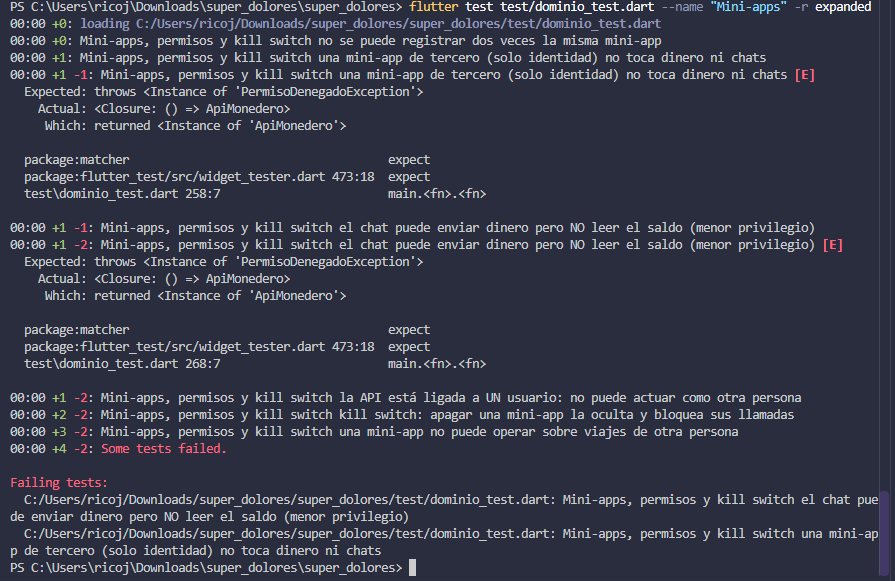 PS C:\Users\ricoj\Downloads\super_dolores\super_dolores> flutter test test/dominio_test.dart --name "Mini-apps" -r expanded
00:00 +0: loading C:/Users/ricoj/Downloads/super_dolores/super_dolores/test/dominio_test.dart
00:00 +0: Mini-apps, permisos y kill switch no se puede registrar dos veces la misma mini-app
00:00 +1: Mini-apps, permisos y kill switch una mini-app de tercero (solo identidad) no toca dinero ni chats
00:00 +1 -1: Mini-apps, permisos y kill switch una mini-app de tercero (solo identidad) no toca dinero ni chats [E]
  Expected: throws <Instance of 'PermisoDenegadoException'>
    Actual: <Closure: () => ApiMonedero>
     Which: returned <Instance of 'ApiMonedero'>

  package:matcher                                     expect
  package:flutter_test/src/widget_tester.dart 473:18  expect
  test\dominio_test.dart 258:7                        main.<fn>.<fn>

00:00 +1 -1: Mini-apps, permisos y kill switch el chat puede enviar dinero pero NO leer el saldo (menor privilegio)
00:00 +1 -2: Mini-apps, permisos y kill switch el chat puede enviar dinero pero NO leer el saldo (menor privilegio) [E]
  Expected: throws <Instance of 'PermisoDenegadoException'>
    Actual: <Closure: () => ApiMonedero>
     Which: returned <Instance of 'ApiMonedero'>

  package:matcher                                     expect
  package:flutter_test/src/widget_tester.dart 473:18  expect
  test\dominio_test.dart 268:7                        main.<fn>.<fn>

00:00 +1 -2: Mini-apps, permisos y kill switch la API está ligada a UN usuario: no puede actuar como otra persona
00:00 +2 -2: Mini-apps, permisos y kill switch kill switch: apagar una mini-app la oculta y bloquea sus llamadas
00:00 +3 -2: Mini-apps, permisos y kill switch una mini-app no puede operar sobre viajes de otra persona
00:00 +4 -2: Some tests failed.

Failing tests:
  C:/Users/ricoj/Downloads/super_dolores/super_dolores/test/dominio_test.dart: Mini-apps, permisos y kill switch el chat pue
de enviar dinero pero NO leer el saldo (menor privilegio)
  C:/Users/ricoj/Downloads/super_dolores/super_dolores/test/dominio_test.dart: Mini-apps, permisos y kill switch una mini-ap
p de tercero (solo identidad) no toca dinero ni chats
PS C:\Users\ricoj\Downloads\super_dolores\super_dolores>